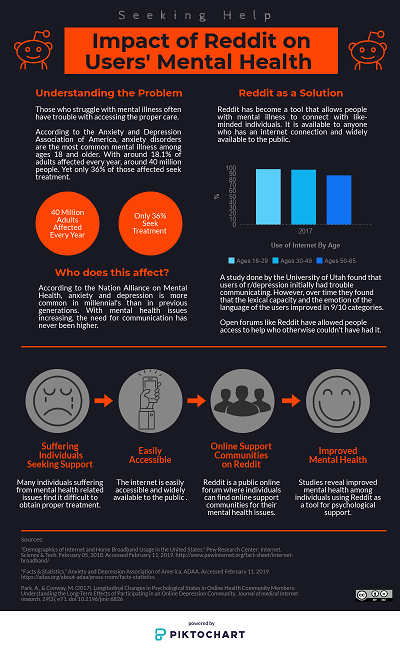 Seeking Help
Impact of Reddit on
Users' Mental Health
Understanding the Problem
Those who struggle with mental illness often
have trouble with accessing the proper care.
According to the Anxiety and Depression
Association of America, anxiety disorders
are the most common mental illness among
ages 18 and older. With around 18.1% of
adults affected every year, around 40 million
people. Yet only 36% of those affected seek
treatment.
40 Million
Adults
Affected
Every Year
Only 36%
Seek
Treatment
Who does this affect?
According to the Nation Alliance on Mental
Health, anxiety and depression is more
common in millennial's than in previous
generations. With mental health issues
increasing, the need for communication has
never been higher.
Reddit as a Solution
Reddit has become a tool that allows people
with mental illness to connect with like-
minded individuals. It is available to anyone
who has an internet connection and widely
available to the public.
100
90
80
70
60
50
40
30
20
10
0
%
2017
Use of Internet By Age
Ages 18-29
Ages 30-49
Ages 50-65
A study done by the University of Utah found that
users of r/depression initially had trouble
communicating. However, over time they found
that the lexical capacity and the emotion of the
language of the users improved in 9/10 categories.
Open forums like Reddit have allowed people
access to help who otherwise couldn't have had it.
Suffering
Individuals
Seeking Support
Many individuals suffering
from mental health related
issues find it difficult to
obtain proper treatment.
Easily
Accessible
The internet is easily
accessible and widely
available to the public .
Online Support
Communities
on Reddit
Reddit is a public online
forum where individuals
can find online support
communities for their
mental health issues.
Improved
Mental Health
Studies reveal improved
mental health among
individuals using Reddit as
a tool for psychological
support.
Sources:
"Demographics of Internet and Home Broadband Usage in the United States." Pew Research Center: Internet,
Science & Tech. February 05, 2018. Accessed February 11, 2019. http://www.pewinternet.org/fact-sheet/internet-
broadband/
"Facts & Statistics." Anxiety and Depression Association of America, ADAA. Accessed February 11, 2019.
https://adaa.org/about-adaa/press-room/facts-statistics.
Park, A., & Conway, M. (2017). Longitudinal Changes in Psychological States in Online Health Community Members:
Understanding the Long-Term Effects of Participating in an Online Depression Community. Journal of medical Internet
research, 19(3), e71. doi:10.2196/jmir.6826
powered by
PIKTOCHART